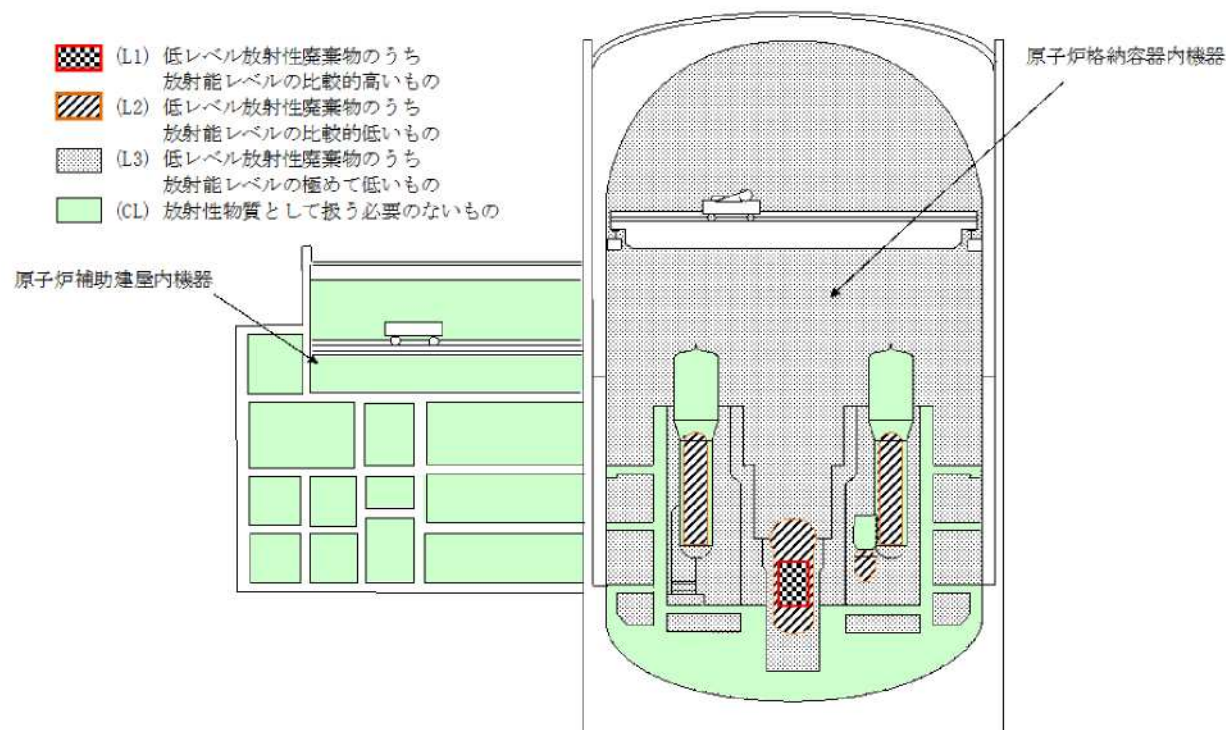 (L1) 低レベル放射性廃棄物のうち
放射能レベルの比較的高いもの
(L2) 低レベル放射性廃棄物のうち
放射能レベルの比較的低いもの
(L3) 低レベル放射性廃棄物のうち
放射能レベルの極めて低いもの
(CL) 放射性物質として扱う必要のないもの
原子炉格納容器内機器
原子炉補助建屋内機器